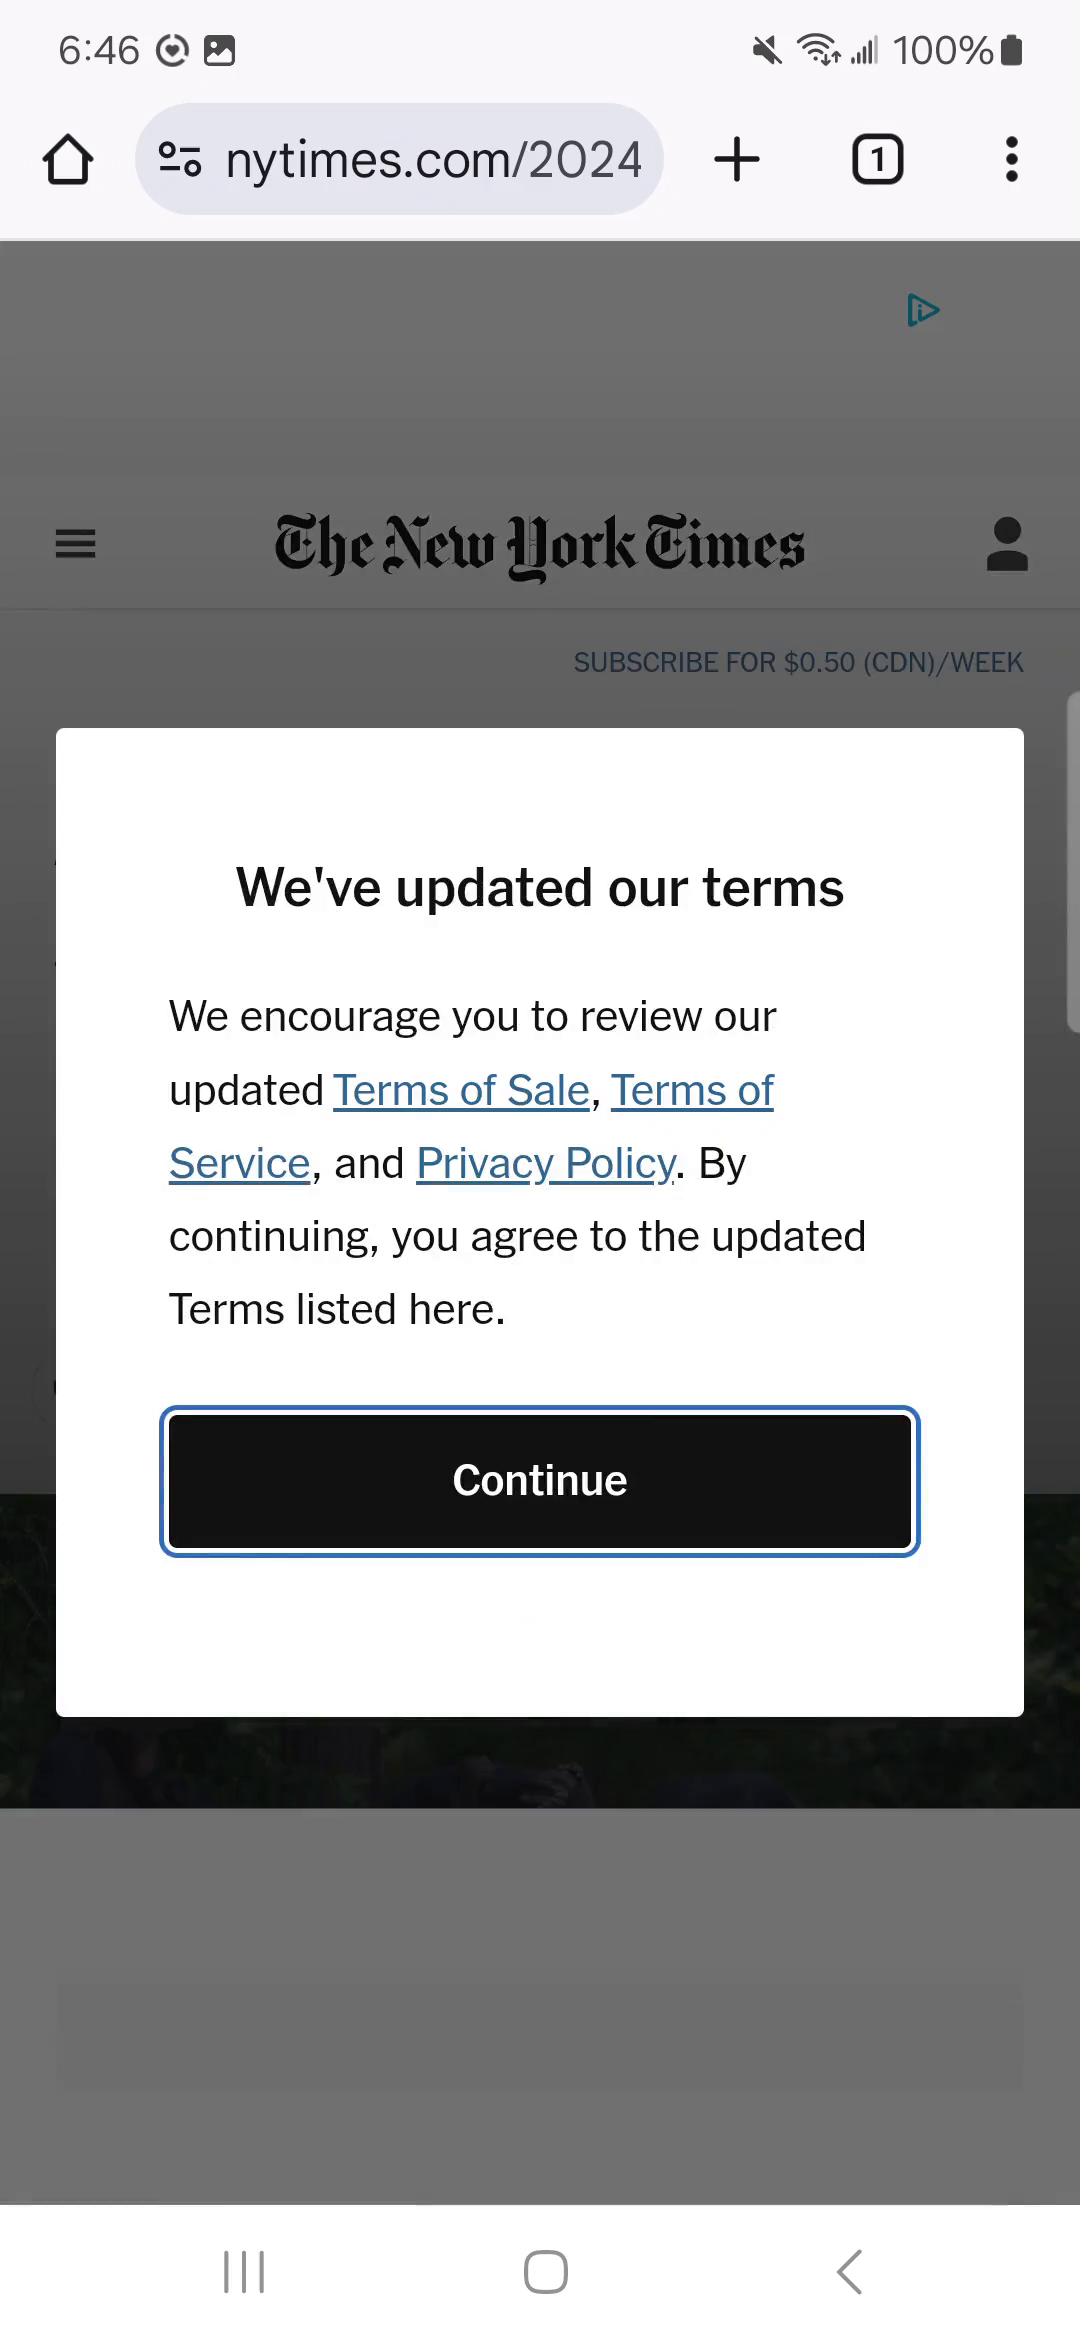 6:46
100%
nytimes.com/2024
1
The New York Times
SUBSCRIBE FOR $0.50 (CDN)/WEEK
We've updated our terms
We encourage you to review our
updated Terms of Sale, Terms of
Service, and Privacy Policy. By
continuing, you agree to the updated
Terms listed here.
Continue